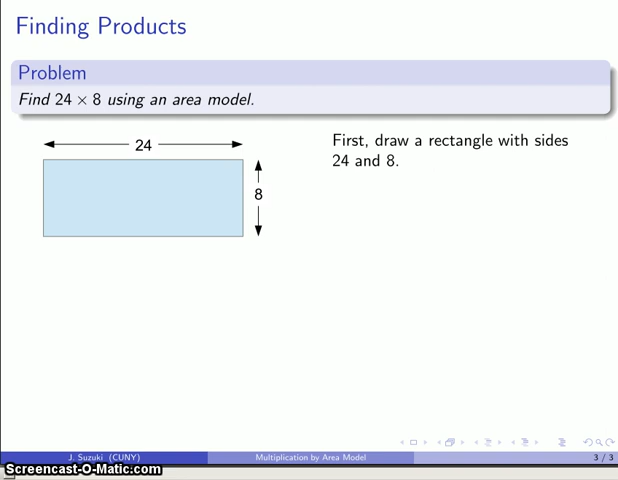 Finding Products
Problem
Find 24 × 8 using an area model.
24
First, draw a rectangle with sides
24 and 8.
8
J. Suzuki (CUNY)
Multiplication by Area Model
3 / 3
Screencast-O-Matic.com